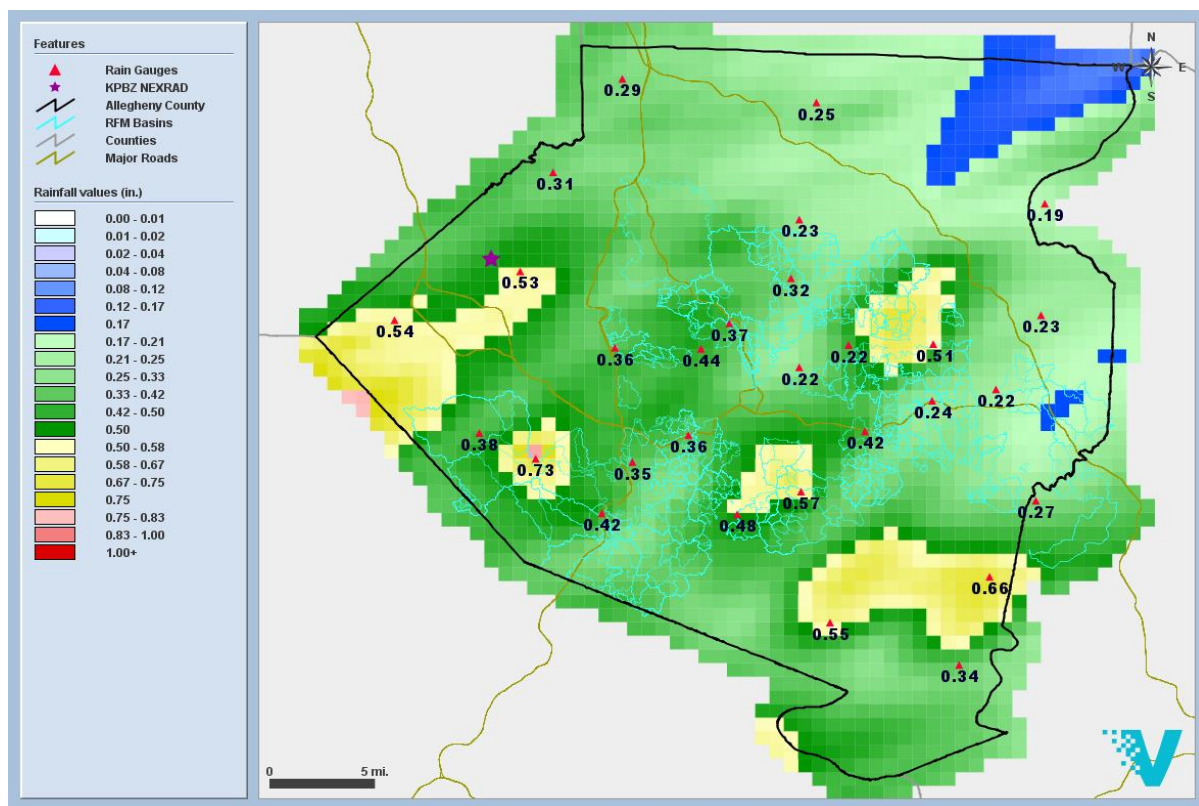 Features
Rain Gauges
KPBZ NEXRAD
Allegheny County
RFM Basins
Counties
Major Roads
Rainfall values (in.)
0.00 - 0.01
0.01 - 0.02
0.02 - 0.04
0.04 - 0.08
0.08 - 0.12
0.12 - 0.17
0.17
0.17 - 0.21
0.21 - 0.25
0.25 - 0.33
0.33 - 0.42
0.42 - 0.50
0.50
0.50 - 0.58
0.58 - 0.67
0.67 - 0.75
0.75
0.75 - 0.83
0.83 - 1.00
1.00+
N
W E
S
0.29
0.25
0.31
0.19
0.23
0.53
0.32
0.54
0.37
0.23
0.36
0.44
0.22
0.51
0.22
0.24
0.22
0.38
0.36
0.42
0.73
0.35
0.57
0.27
0.42
0.48
0.66
0.55
0.34
0 5 mi.
V